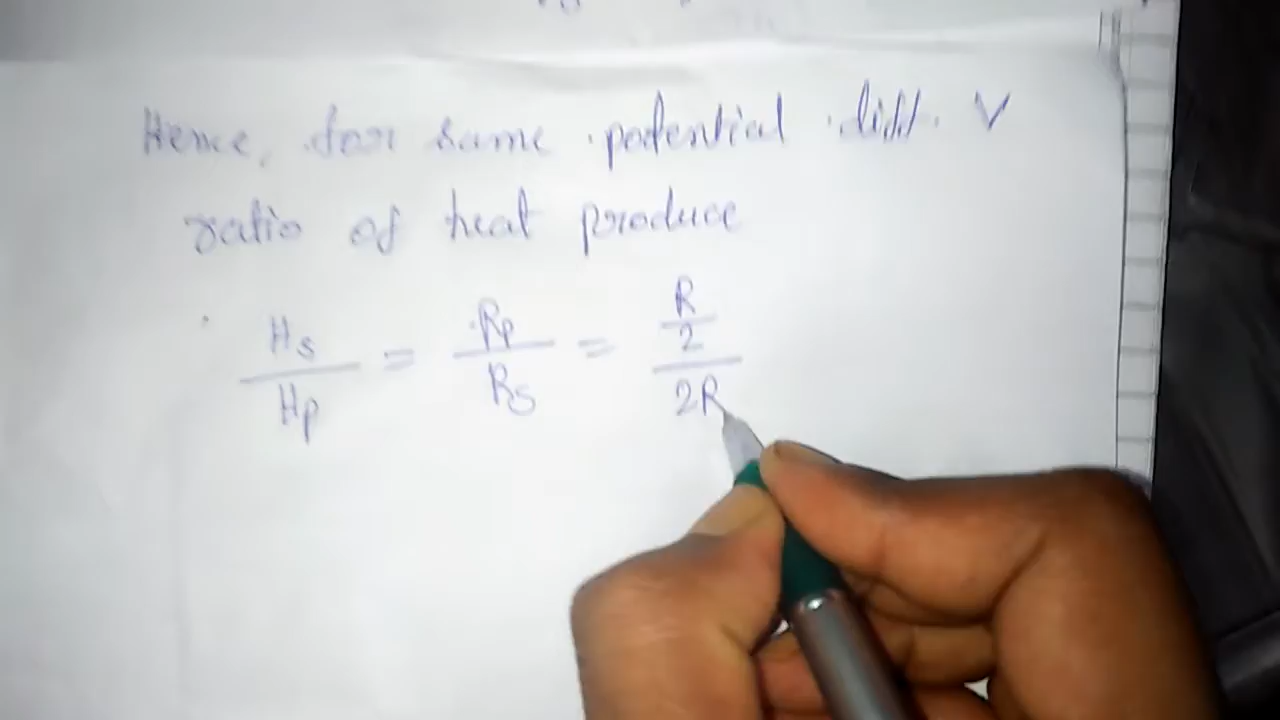 Hence, for same potential diff. V
ratio of heat produce
Hs/Hp = Rp/Rs = R/2 / 2R